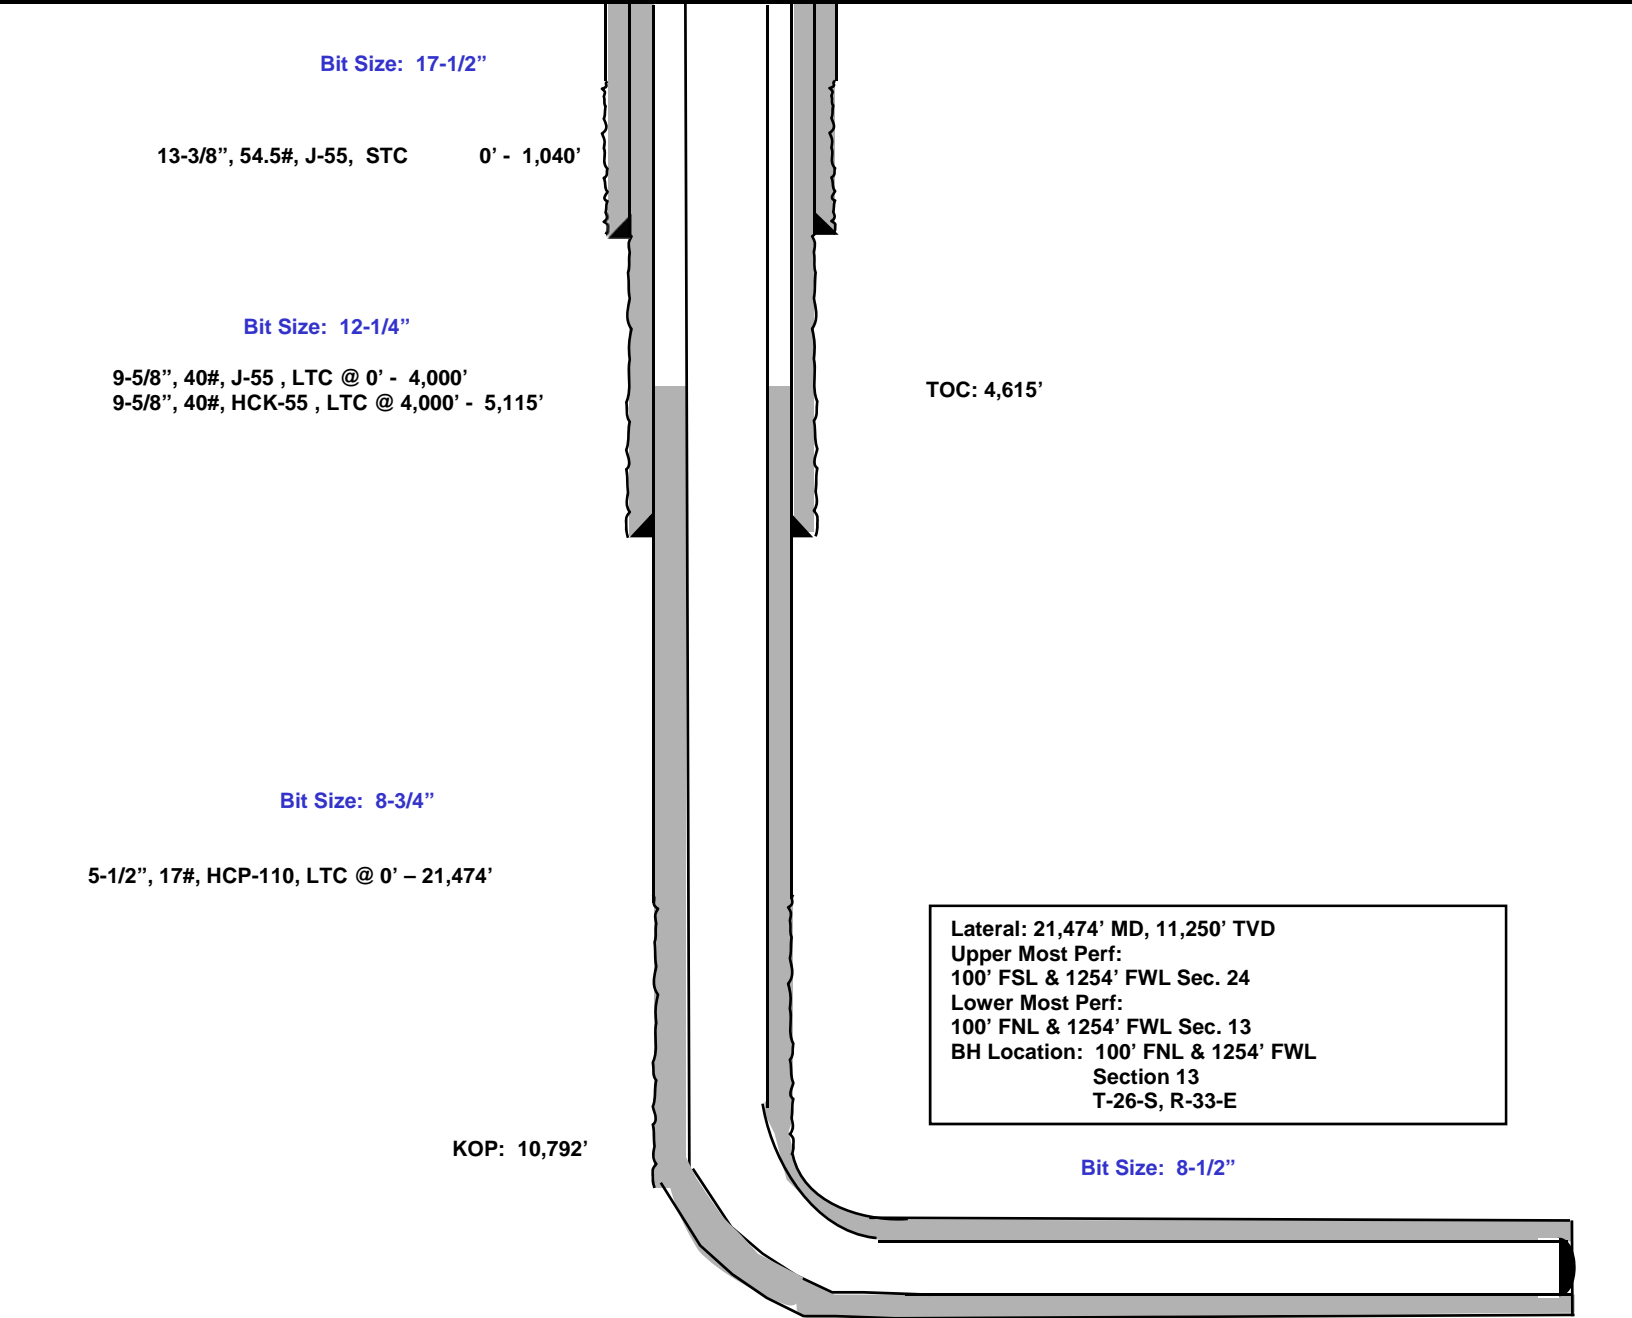 Bit Size: 17-1/2”
13-3/8”, 54.5#, J-55, STC 0’ - 1,040’
Bit Size: 12-1/4”
9-5/8”, 40#, J-55 , LTC @ 0’ - 4,000’
9-5/8”, 40#, HCK-55 , LTC @ 4,000’ - 5,115’
TOC: 4,615’
Bit Size: 8-3/4”
5-1/2”, 17#, HCP-110, LTC @ 0’ – 21,474’
Lateral: 21,474’ MD, 11,250’ TVD
Upper Most Perf:
100’ FSL & 1254’ FWL Sec. 24
Lower Most Perf:
100’ FNL & 1254’ FWL Sec. 13
BH Location: 100’ FNL & 1254’ FWL
Section 13
T-26-S, R-33-E
KOP: 10,792’
Bit Size: 8-1/2”